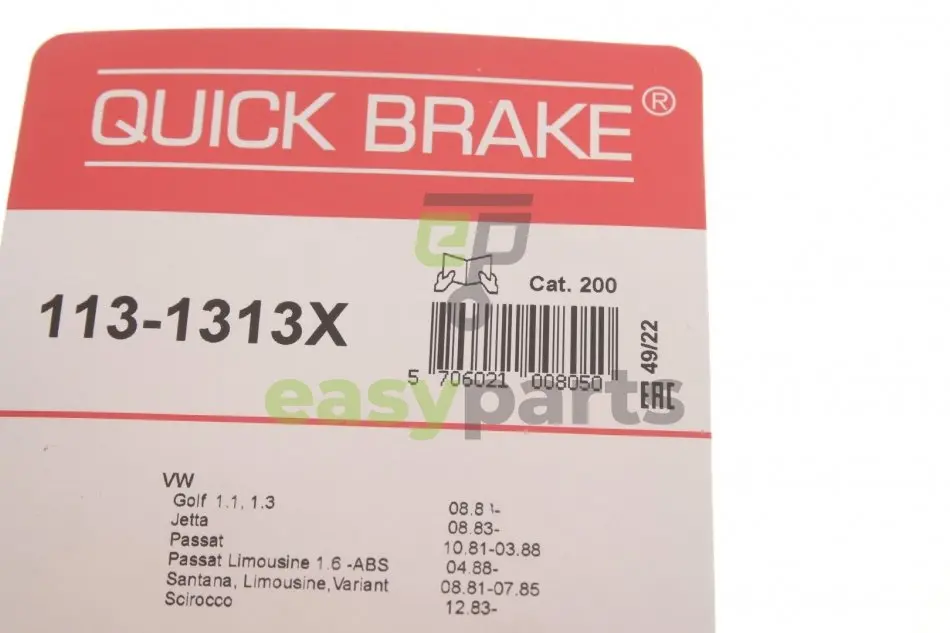 QUICK BRAKE®
ep
Cat. 200
113-1313X
49/22
5 706021 008050
EAC
easyparts
VW
Golf 1.1, 1.3
Jetta 08.83-
Passat 10.81-03.88
Passat Limousine 1.6 -ABS 04.88-
Santana, Limousine, Variant 08.81-07.85
Scirocco 12.83-